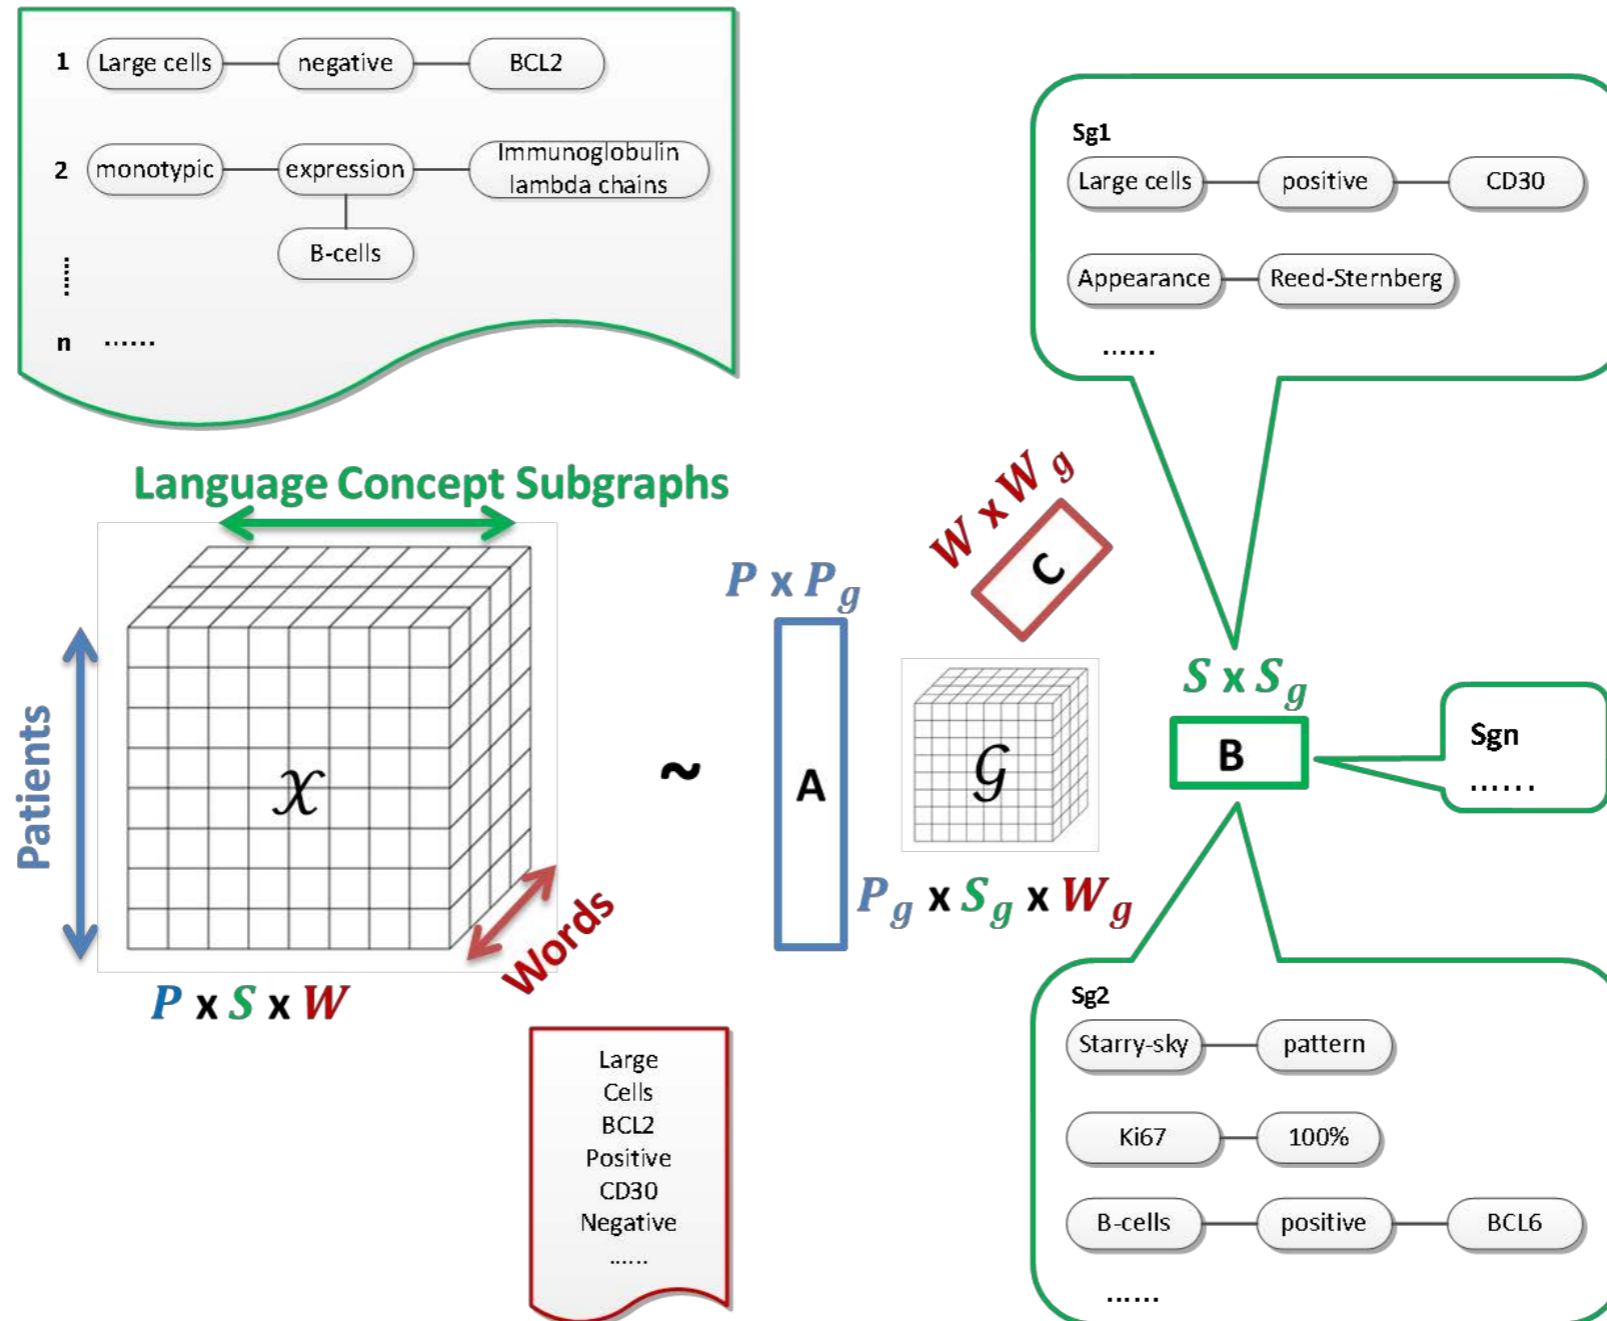 1 Large cells negative BCL2
2 monotypic expression Immunoglobulin
lambda chains
B-cells
......
n ......
Sg1
Large cells positive CD30
Appearance Reed-Sternberg
......
Language Concept Subgraphs
Patients
𝒳
Words
P x S x W
~
P x P_g
A
W x W_g
C
𝒢
P_g x S_g x W_g
S x S_g
B
Sgn
......
Large
Cells
BCL2
Positive
CD30
Negative
......
Sg2
Starry-sky pattern
Ki67 100%
B-cells positive BCL6
......